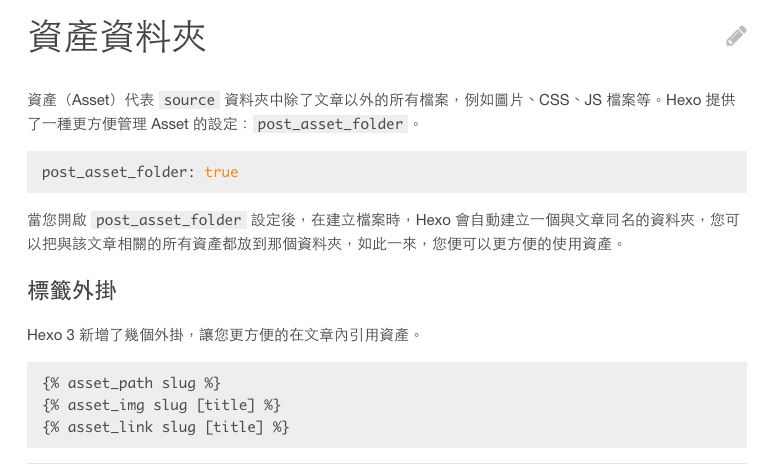 資產資料夾
資產（Asset）代表 source 資料夾中除了文章以外的所有檔案，例如圖片、CSS、JS 檔案等。Hexo 提供
了一種更方便管理 Asset 的設定：post_asset_folder 。
post_asset_folder: true
當您開啟 post_asset_folder 設定後，在建立檔案時，Hexo 會自動建立一個與文章同名的資料夾，您可
以把與該文章相關的所有資產都放到那個資料夾，如此一來，您便可以更方便的使用資產。
標籤外掛
Hexo 3 新增了幾個外掛，讓您更方便的在文章內引用資產。
{% asset_path slug %}
{% asset_img slug [title] %}
{% asset_link slug [title] %}